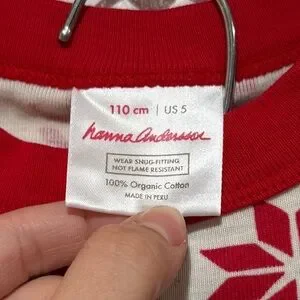 110 cm | US 5
hanna andersson
WEAR SNUG-FITTING
NOT FLAME RESISTANT
100% Organic Cotton
MADE IN PERU